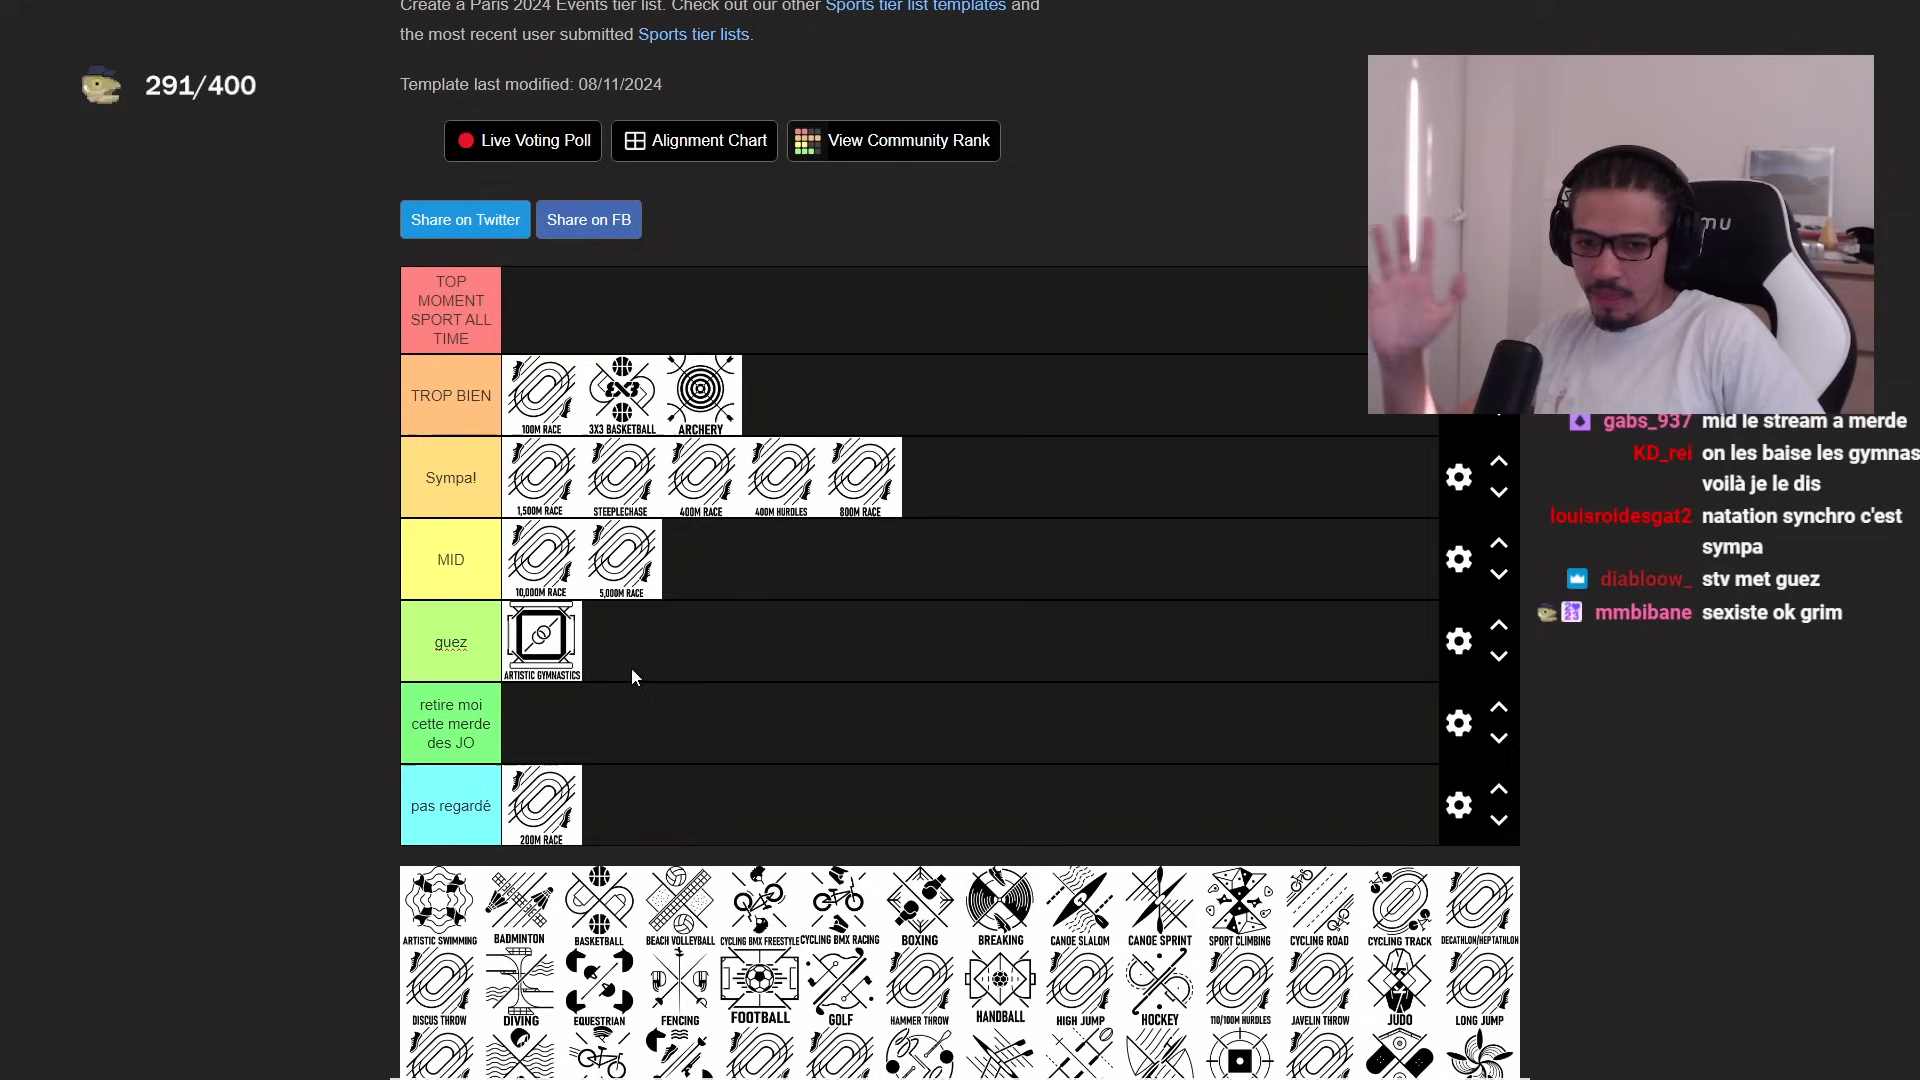 Create a Paris 2024 Events tier list. Check out our other Sports tier list templates and
the most recent user submitted Sports tier lists.
291/400
Template last modified: 08/11/2024
Live Voting Poll
Alignment Chart
View Community Rank
Share on Twitter
Share on FB
TOP
MOMENT
SPORT ALL
TIME
TROP BIEN
100M RACE
3X3
3X3 BASKETBALL
ARCHERY
Sympa!
1,500M RACE
STEEPLECHASE
400M RACE
400M HURDLES
800M RACE
MID
10,000M RACE
5,000M RACE
guez
ARTISTIC GYMNASTICS
retire moi
cette merde
des JO
pas regardé
200M RACE
gabs_937 mid le stream a merde
KD_rei on les baise les gymnas
voilà je le dis
louisroidesgat2 natation synchro c'est
sympa
diabloow_ stv met guez
2023
mmbibane sexiste ok grim
ARTISTIC SWIMMING
BADMINTON
BASKETBALL
BEACH VOLLEYBALL
CYCLING BMX FREESTYLE
CYCLING BMX RACING
BOXING
BREAKING
CANOE SLALOM
CANOE SPRINT
SPORT CLIMBING
CYCLING ROAD
CYCLING TRACK
DECATHLON/HEPTATHLON
DISCUS THROW
DIVING
EQUESTRIAN
FENCING
FOOTBALL
GOLF
HAMMER THROW
HANDBALL
HIGH JUMP
HOCKEY
110/100M HURDLES
JAVELIN THROW
JUDO
LONG JUMP